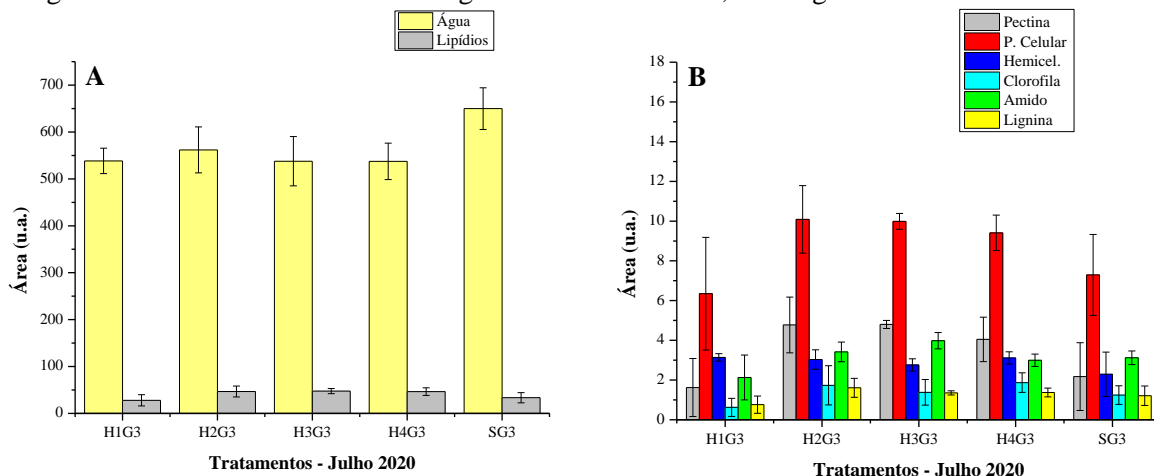 Água
Lipídios
A
Área (u.a.)
700
600
500
400
300
200
100
0
H1G3 H2G3 H3G3 H4G3 SG3
Tratamentos - Julho 2020
Pectina
P. Celular
Hemicel.
Clorofila
Amido
Lignina
B
Área (u.a.)
18
16
14
12
10
8
6
4
2
0
H1G3 H2G3 H3G3 H4G3 SG3
Tratamentos - Julho 2020